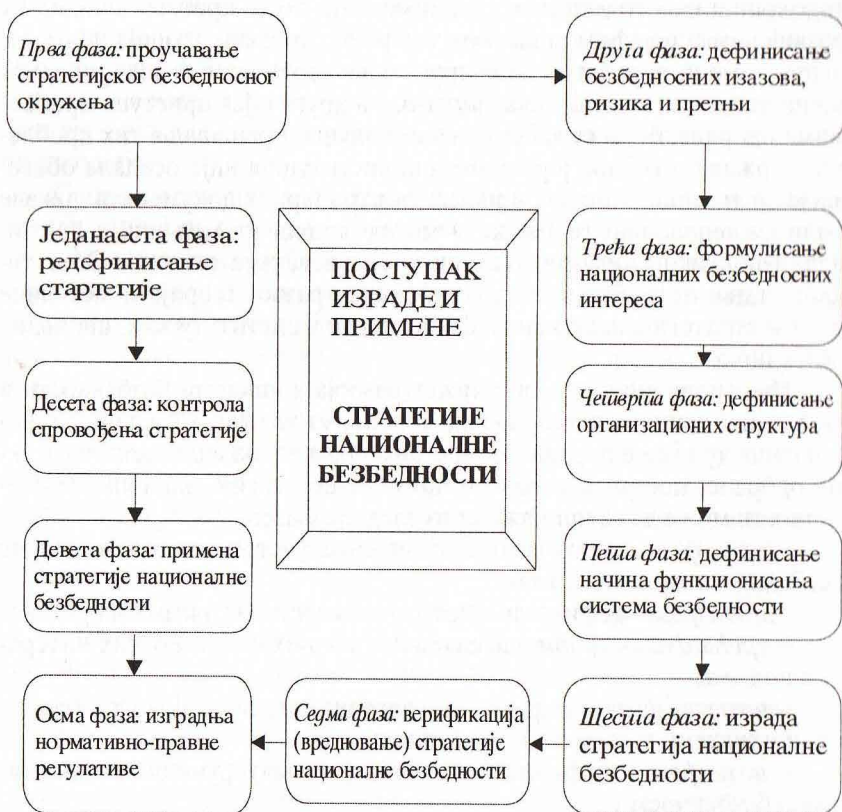 Прва фаза: проучавање
стратегијског безбедносног
окружења
Друга фаза: дефинисање
безбедносних изазова,
ризика и претњи
Трећа фаза: формулисање
националних безбедносних
интереса
Четврта фаза: дефинисање
организационих структура
Пета фаза: дефинисање
начина функционисања
система безбедности
Шеста фаза: израда
стратегија националне
безбедности
Седма фаза: верификација
(вредновање) стратегије
националне безбедности
Осма фаза: изградња
нормативно-правне
регулативе
Девета фаза: примена
стратегије националне
безбедности
Десета фаза: контрола
спровођења стратегије
Једанаеста фаза:
редефинисање
стартегије
ПОСТУПАК
ИЗРАДЕ И
ПРИМЕНЕ
СТРАТЕГИЈЕ
НАЦИОНАЛНЕ
БЕЗБЕДНОСТИ